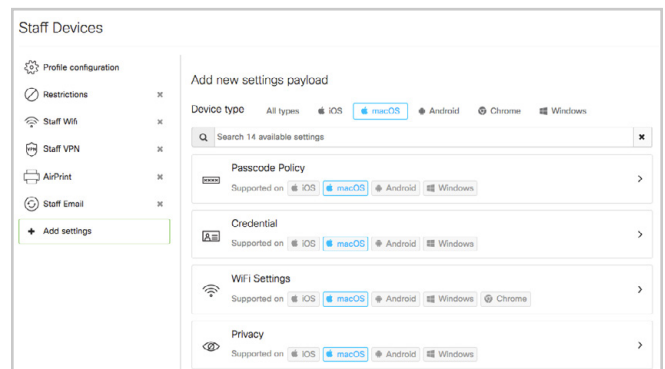 Staff Devices
Profile configuration
Restrictions
Staff Wifi
Staff VPN
AirPrint
Staff Email
Add settings
Add new settings payload
Device type All types iOS macOS Android Chrome Windows
Search 14 available settings
Passcode Policy
Supported on iOS macOS Android Windows
Credential
Supported on iOS macOS Android Windows
WiFi Settings
Supported on iOS macOS Android Windows Chrome
Privacy
Supported on iOS macOS Android Windows